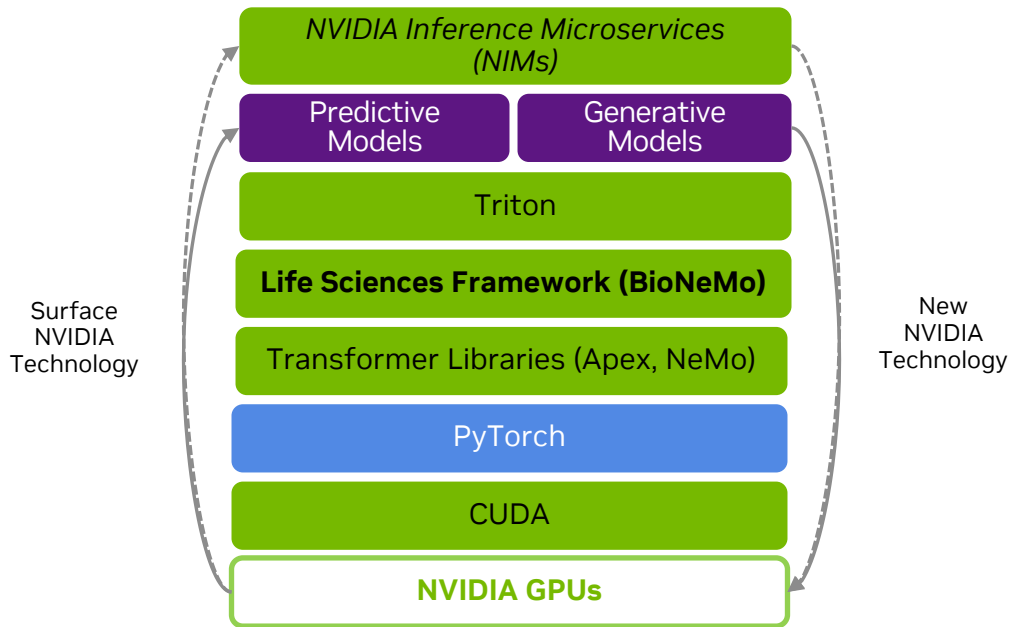 NVIDIA Inference Microservices
(NIMs)
Predictive
Models
Generative
Models
Triton
Life Sciences Framework (BioNeMo)
Surface
NVIDIA
Technology
New
NVIDIA
Technology
Transformer Libraries (Apex, NeMo)
PyTorch
CUDA
NVIDIA GPUs